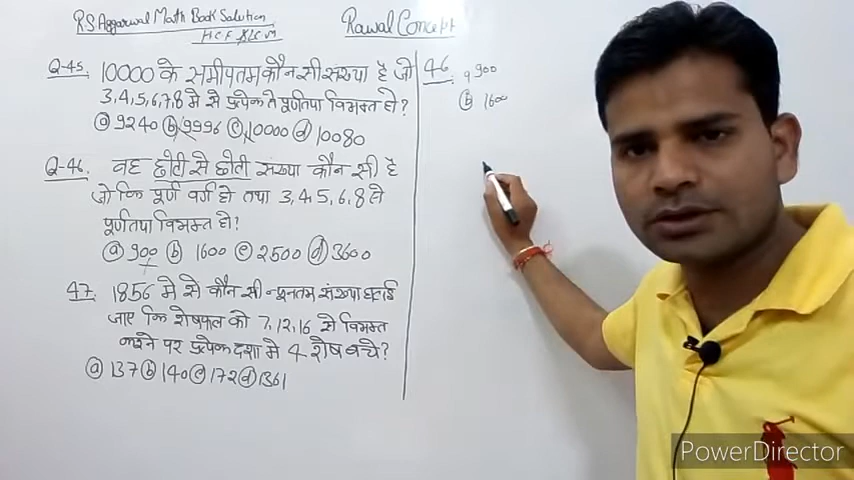 R.S Aggarwal Math Book Solution
HCF & LCM
Rawal Concept
Q-45. 10000 के समीपतम कौन सी संख्या है जो
3,4,5,6,7,8 मे से प्रत्येक से पूर्णतया विभक्त हो?
ⓐ 9240 ⓑ 9996 ⓒ 10000 ⓓ 10080
Q-46. वह छोटी से छोटी संख्या कौन सी है
जो कि पूर्ण वर्ग हो तथा 3,4,5,6,8 से
पूर्णतया विभक्त हो?
ⓐ 900 ⓑ 1600 ⓒ 2500 ⓓ 3600
47. 1856 मे से कौन सी न्यूनतम संख्या घटाई
जाए कि शेषफल को 7,12,16 से विभक्त
करने पर प्रत्येक दशा मे 4 शेष बचे?
ⓐ 137 ⓑ 140 ⓒ 172 ⓓ 1361
46. 900
ⓑ 1600
PowerDirector